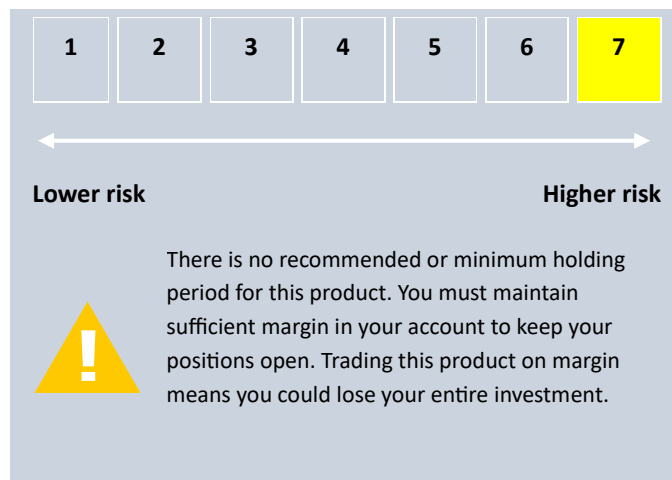 1 2 3 4 5 6 7
Lower risk Higher risk
There is no recommended or minimum holding
period for this product. You must maintain
sufficient margin in your account to keep your
positions open. Trading this product on margin
means you could lose your entire investment.